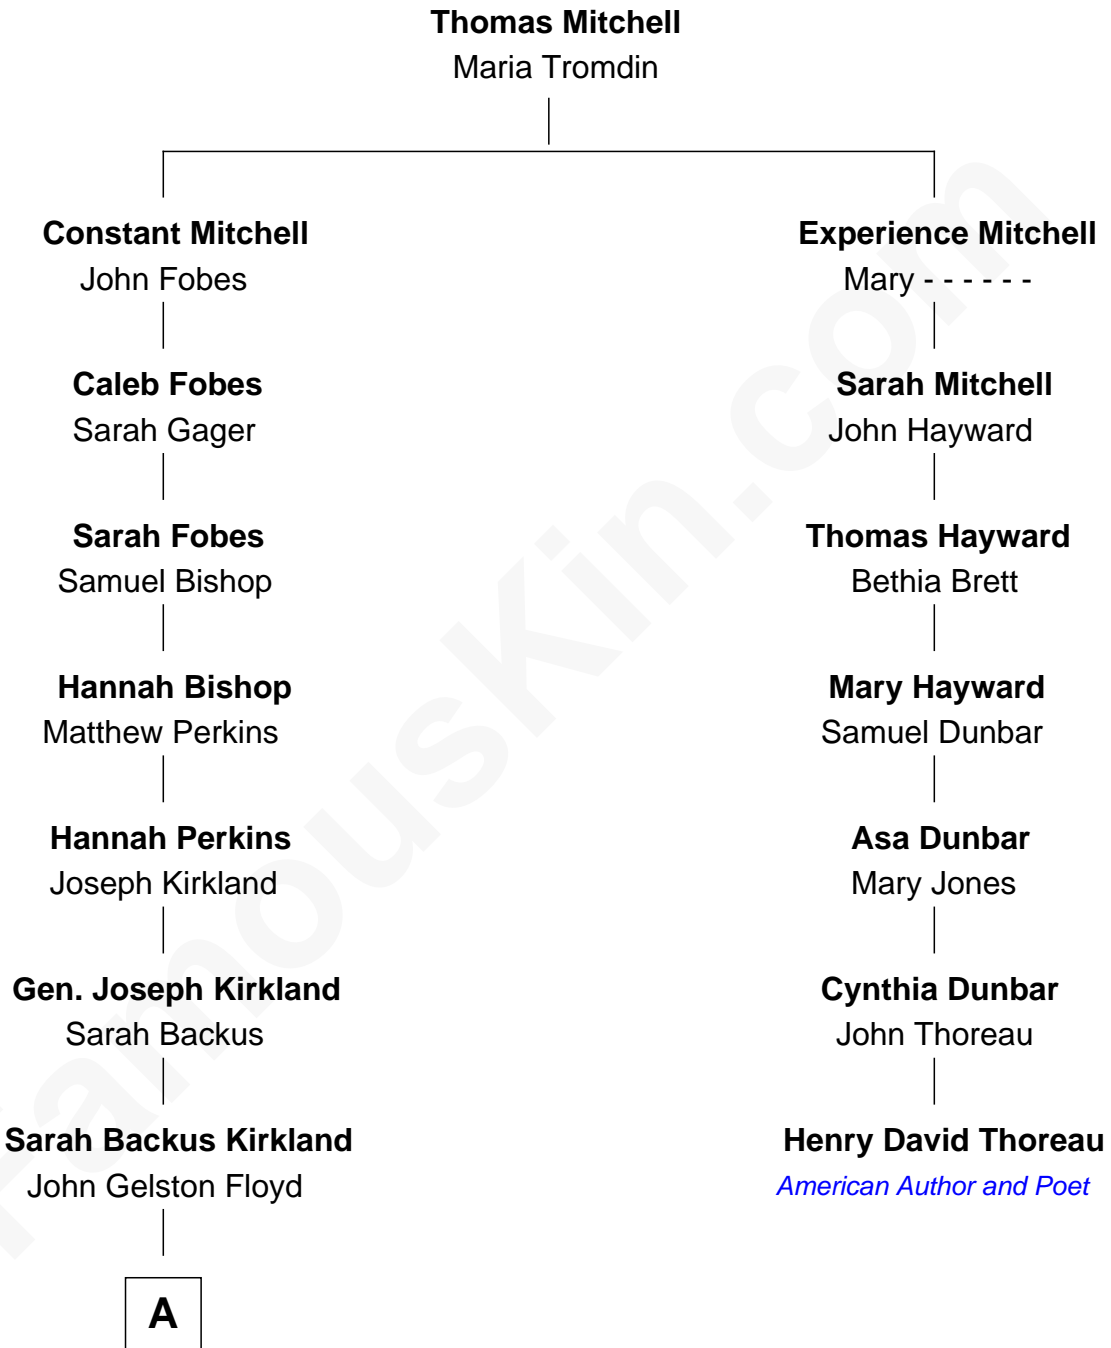 Thomas Mitchell
Maria Tromdin
Constant Mitchell
John Fobes
Experience Mitchell
Mary - - - - - -
Caleb Fobes
Sarah Gager
Sarah Mitchell
John Hayward
Sarah Fobes
Samuel Bishop
Thomas Hayward
Bethia Brett
Hannah Bishop
Matthew Perkins
Mary Hayward
Samuel Dunbar
Hannah Perkins
Joseph Kirkland
Asa Dunbar
Mary Jones
Gen. Joseph Kirkland
Sarah Backus
Cynthia Dunbar
John Thoreau
Sarah Backus Kirkland
John Gelston Floyd
Henry David Thoreau
American Author and Poet
A
FamousKin.com